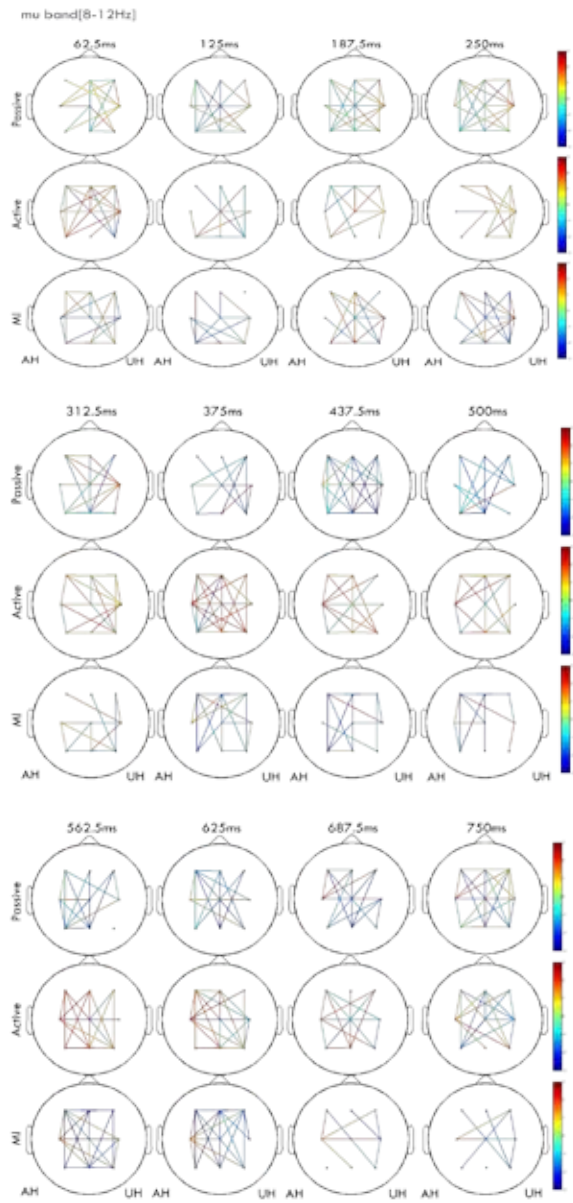 mu band[8-12Hz]
62.5ms 125ms 187.5ms 250ms
Passive
Active
MI
AH UH AH UH AH UH AH UH
312.5ms 375ms 437.5ms 500ms
Passive
Active
MI
AH UH AH UH AH UH AH UH
562.5ms 625ms 687.5ms 750ms
Passive
Active
MI
AH UH AH UH AH UH AH UH